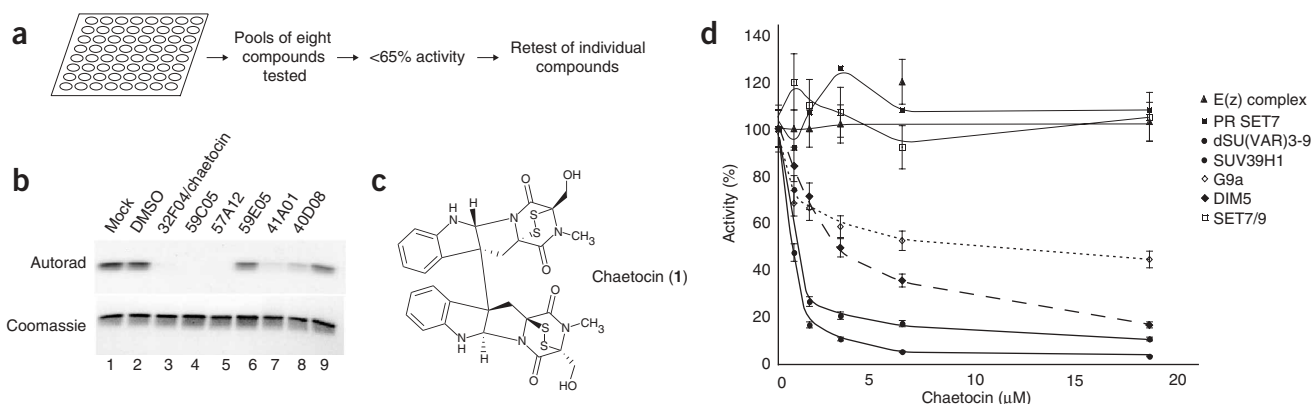 a
Pools of eight
compounds
tested
<65% activity
Retest of individual
compounds
b
Mock
DMSO
32F04/chaetocin
59C05
57A12
59E05
41A01
40D08
Autorad
Coomassie
1 2 3 4 5 6 7 8 9
c
OH
O
H
H
N
N
S
S
N
CH3
O
Chaetocin (1)
O
N
CH3
N
S
S
N
H
H
O
HO
d
140
120
100
80
60
40
20
0
Activity (%)
0 5 10 15 20
Chaetocin (μM)
E(z) complex
PR SET7
dSU(VAR)3-9
SUV39H1
G9a
DIM5
SET7/9